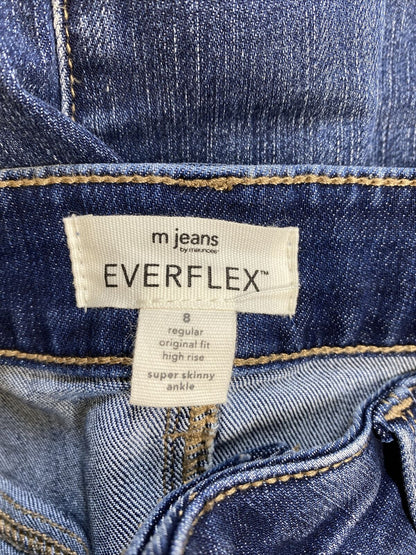 m jeans
by maurices
EVERFLEX™
8
regular
original fit
high rise
super skinny
ankle